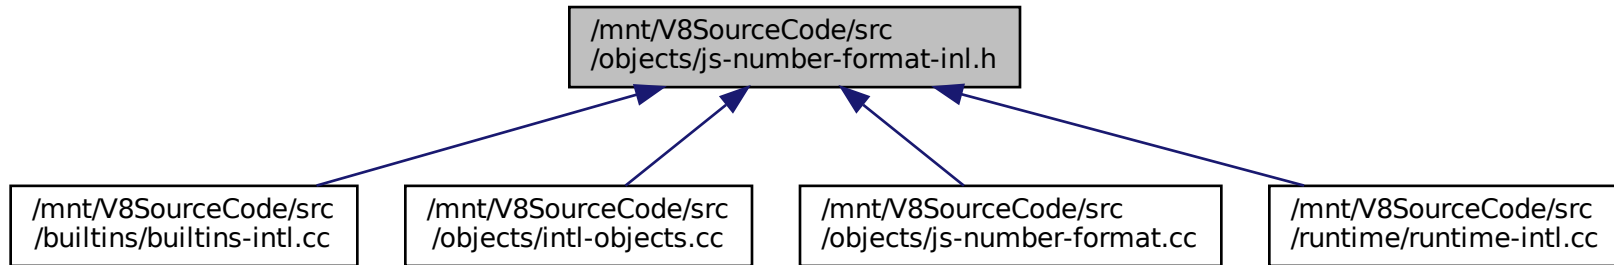 /mnt/V8SourceCode/src
/objects/js-number-format-inl.h
/mnt/V8SourceCode/src
/builtins/builtins-intl.cc
/mnt/V8SourceCode/src
/objects/intl-objects.cc
/mnt/V8SourceCode/src
/objects/js-number-format.cc
/mnt/V8SourceCode/src
/runtime/runtime-intl.cc